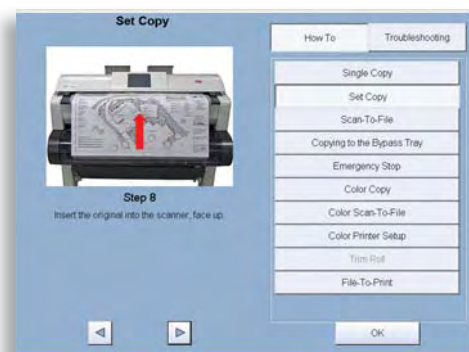 Set Copy
Step 8
Insert the original into the scanner, face up.
How To
Troubleshooting
Single Copy
Set Copy
Scan-To-File
Copying to the Bypass Tray
Emergency Stop
Color Copy
Color Scan-To-File
Color Printer Setup
Trim Roll
File-To-Print
OK